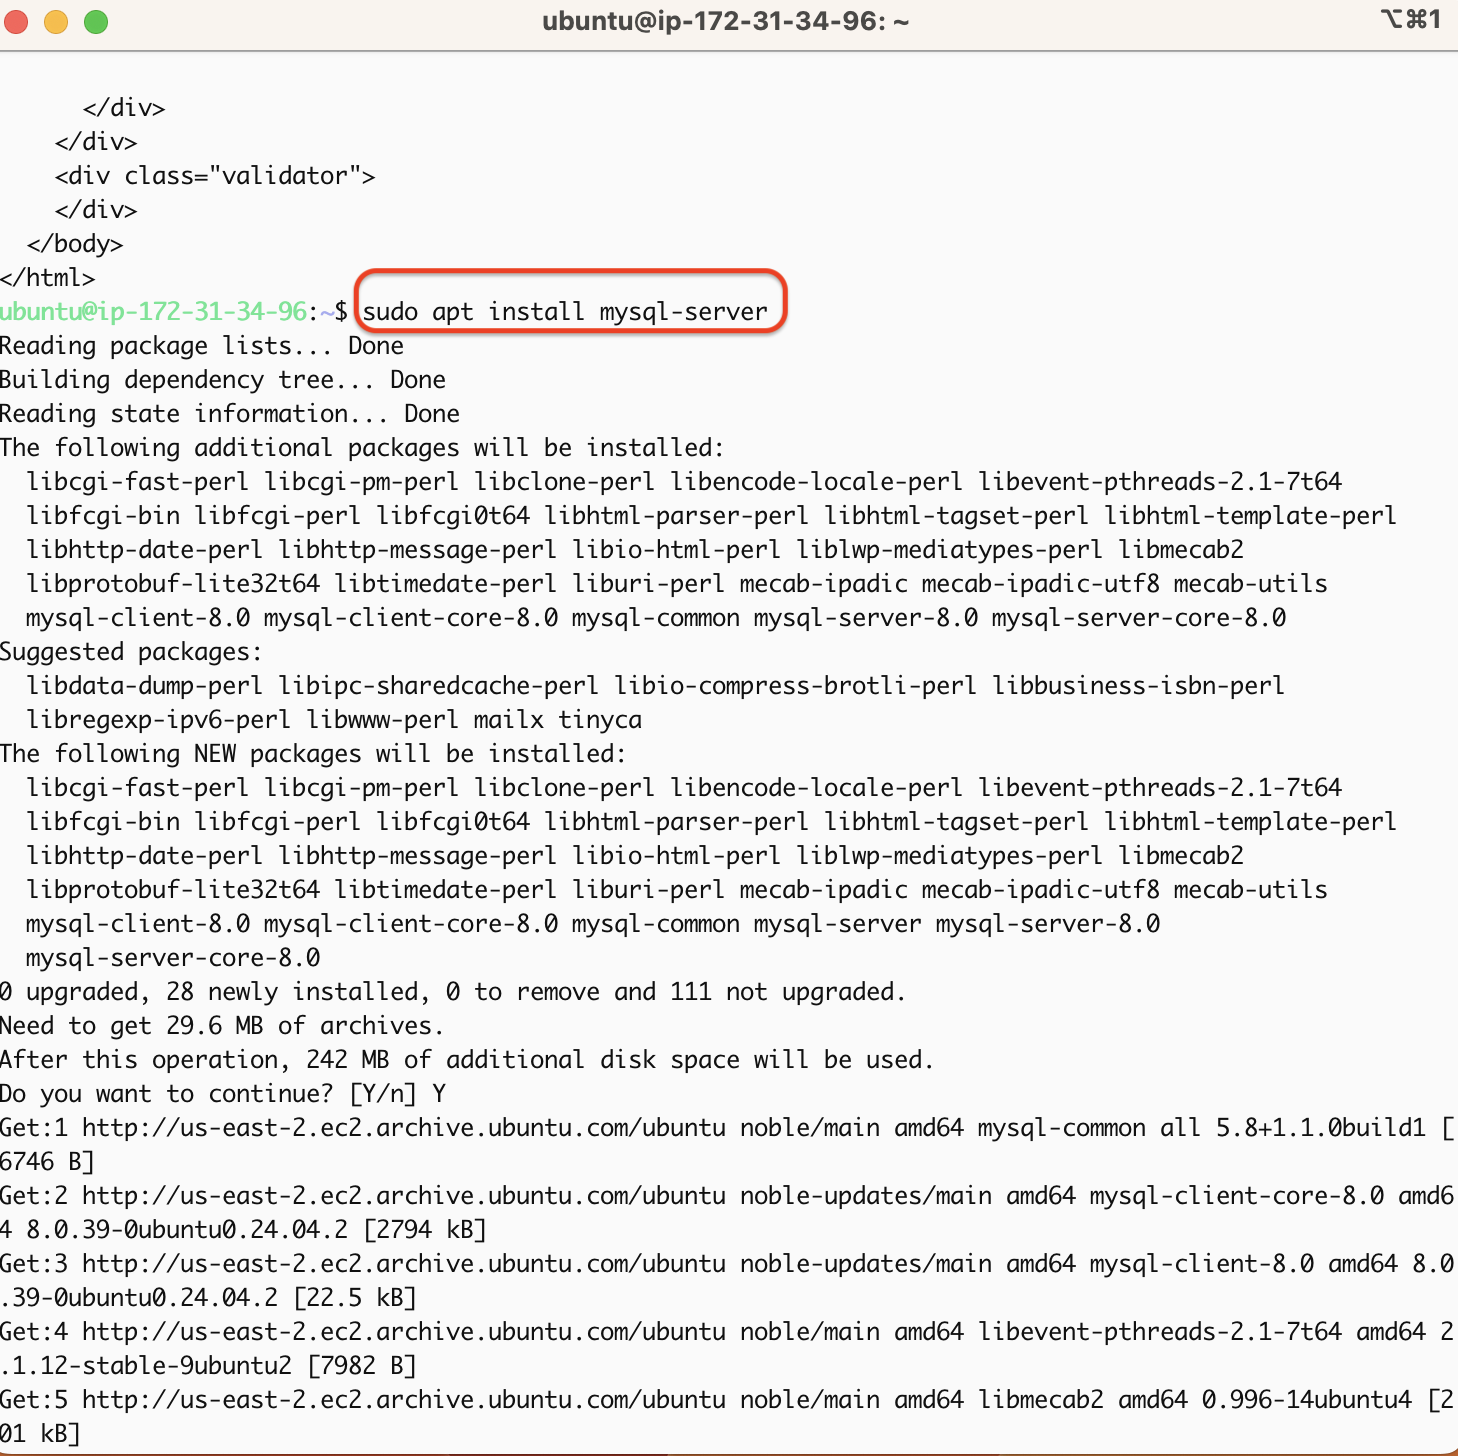 ubuntu@ip-172-31-34-96: ~
⌥⌘1
</div>
</div>
<div class="validator">
</div>
</body>
</html>
ubuntu@ip-172-31-34-96:~$ sudo apt install mysql-server
Reading package lists... Done
Building dependency tree... Done
Reading state information... Done
The following additional packages will be installed:
libcgi-fast-perl libcgi-pm-perl libclone-perl libencode-locale-perl libevent-pthreads-2.1-7t64
libfcgi-bin libfcgi-perl libfcgi0t64 libhtml-parser-perl libhtml-tagset-perl libhtml-template-perl
libhttp-date-perl libhttp-message-perl libio-html-perl liblwp-mediatypes-perl libmecab2
libprotobuf-lite32t64 libtimedate-perl liburi-perl mecab-ipadic mecab-ipadic-utf8 mecab-utils
mysql-client-8.0 mysql-client-core-8.0 mysql-common mysql-server-8.0 mysql-server-core-8.0
Suggested packages:
libdata-dump-perl libipc-sharedcache-perl libio-compress-brotli-perl libbusiness-isbn-perl
libregexp-ipv6-perl libwww-perl mailx tinyca
The following NEW packages will be installed:
libcgi-fast-perl libcgi-pm-perl libclone-perl libencode-locale-perl libevent-pthreads-2.1-7t64
libfcgi-bin libfcgi-perl libfcgi0t64 libhtml-parser-perl libhtml-tagset-perl libhtml-template-perl
libhttp-date-perl libhttp-message-perl libio-html-perl liblwp-mediatypes-perl libmecab2
libprotobuf-lite32t64 libtimedate-perl liburi-perl mecab-ipadic mecab-ipadic-utf8 mecab-utils
mysql-client-8.0 mysql-client-core-8.0 mysql-common mysql-server mysql-server-8.0
mysql-server-core-8.0
0 upgraded, 28 newly installed, 0 to remove and 111 not upgraded.
Need to get 29.6 MB of archives.
After this operation, 242 MB of additional disk space will be used.
Do you want to continue? [Y/n] Y
Get:1 http://us-east-2.ec2.archive.ubuntu.com/ubuntu noble/main amd64 mysql-common all 5.8+1.1.0build1 [
6746 B]
Get:2 http://us-east-2.ec2.archive.ubuntu.com/ubuntu noble-updates/main amd64 mysql-client-core-8.0 amd6
4 8.0.39-0ubuntu0.24.04.2 [2794 kB]
Get:3 http://us-east-2.ec2.archive.ubuntu.com/ubuntu noble-updates/main amd64 mysql-client-8.0 amd64 8.0
.39-0ubuntu0.24.04.2 [22.5 kB]
Get:4 http://us-east-2.ec2.archive.ubuntu.com/ubuntu noble/main amd64 libevent-pthreads-2.1-7t64 amd64 2
.1.12-stable-9ubuntu2 [7982 B]
Get:5 http://us-east-2.ec2.archive.ubuntu.com/ubuntu noble/main amd64 libmecab2 amd64 0.996-14ubuntu4 [2
01 kB]